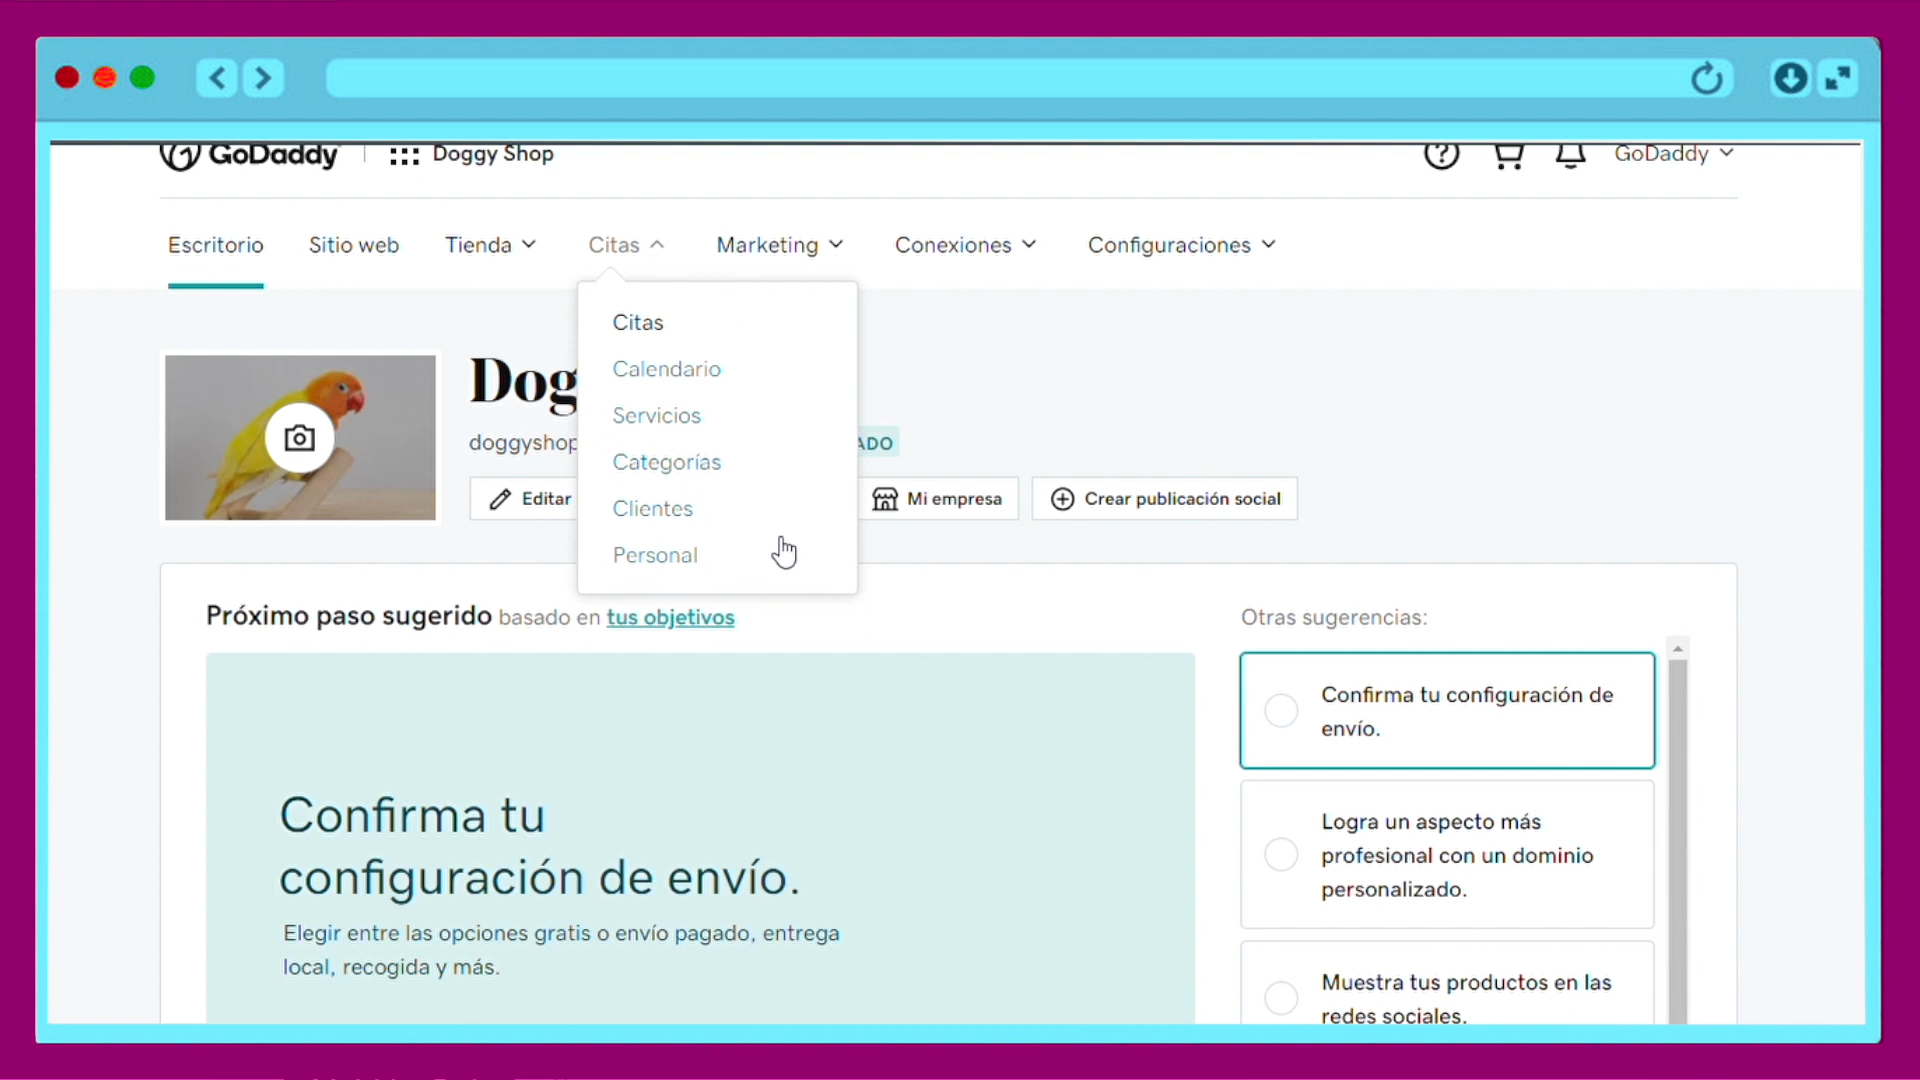 GoDaddy
Doggy Shop
GoDaddy
Escritorio
Sitio web
Tienda
Citas
Marketing
Conexiones
Configuraciones
Citas
Calendario
Servicios
Categorías
Clientes
Personal
Dogg
doggyshop
ADO
Editar
Mi empresa
Crear publicación social
Próximo paso sugerido basado en tus objetivos
Confirma tu
configuración de envío.
Elegir entre las opciones gratis o envío pagado, entrega
local, recogida y más.
Otras sugerencias:
Confirma tu configuración de
envío.
Logra un aspecto más
profesional con un dominio
personalizado.
Muestra tus productos en las
redes sociales.